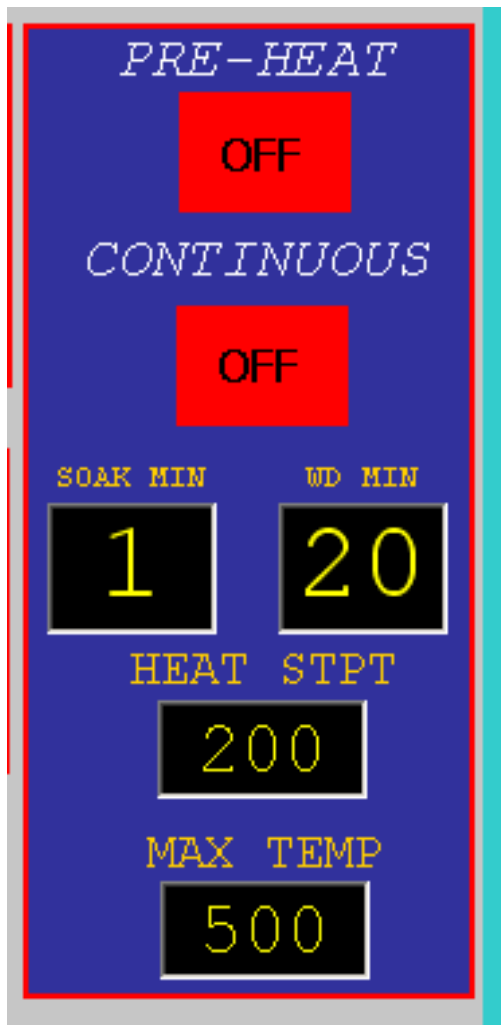 PRE-HEAT
OFF
CONTINUOUS
OFF
SOAK MIN WD MIN
1 20
HEAT STPT
200
MAX TEMP
500